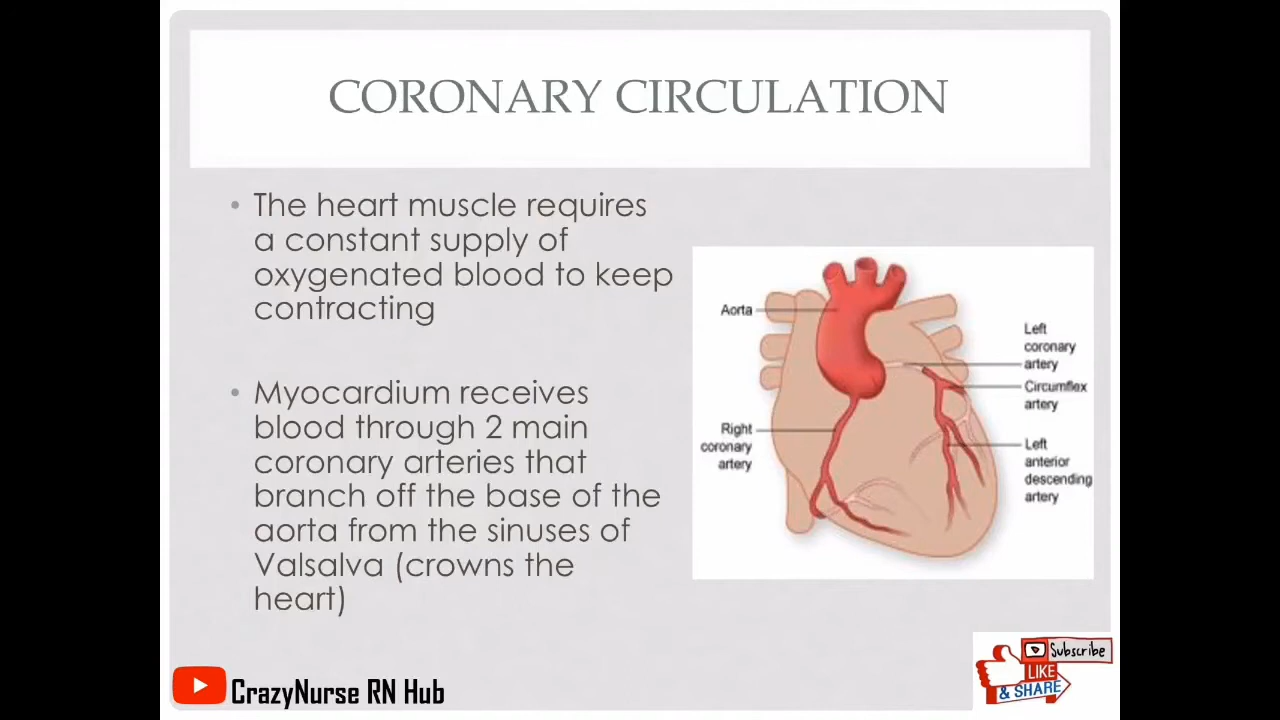 CORONARY CIRCULATION
• The heart muscle requires
a constant supply of
oxygenated blood to keep
contracting
• Myocardium receives
blood through 2 main
coronary arteries that
branch off the base of the
aorta from the sinuses of
Valsalva (crowns the
heart)
Aorta
Right
coronary
artery
Left
coronary
artery
Circumflex
artery
Left
anterior
descending
artery
CrazyNurse RN Hub
Subscribe
LIKE
& SHARE